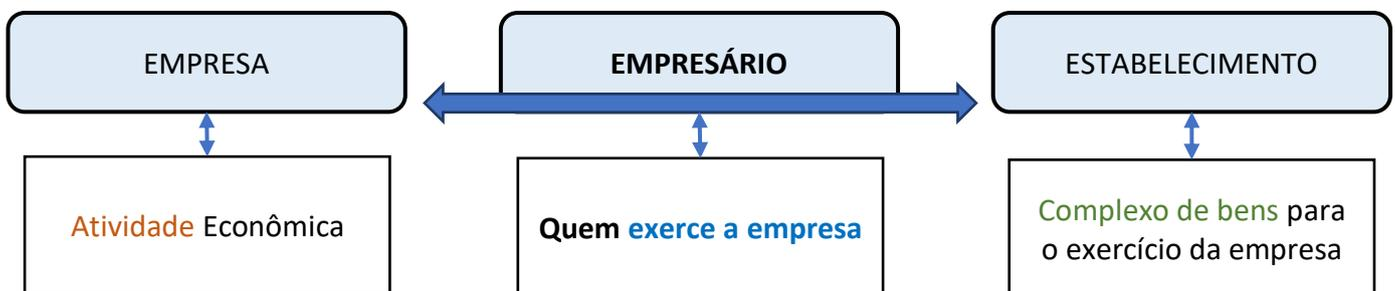 EMPRESA
EMPRESÁRIO
ESTABELECIMENTO
Atividade Econômica
Quem exerce a empresa
Complexo de bens para
o exercício da empresa